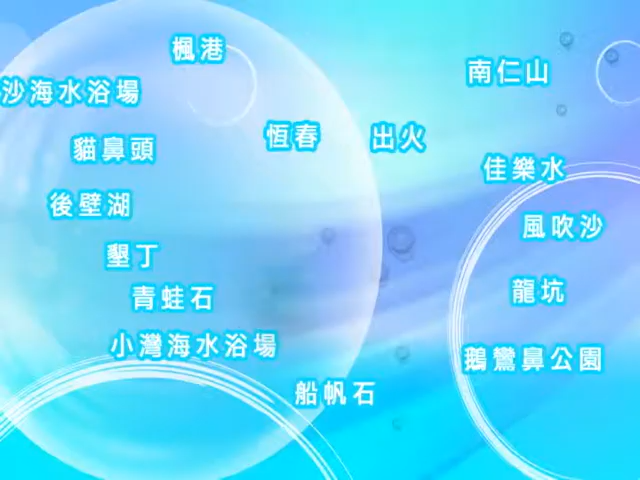 楓港
南仁山
沙海水浴場
恆春
出火
貓鼻頭
佳樂水
後壁湖
風吹沙
墾丁
龍坑
青蛙石
小灣海水浴場
鵝鸞鼻公園
船帆石